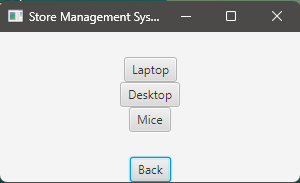 Store Management Sys...
Laptop
Desktop
Mice
Back